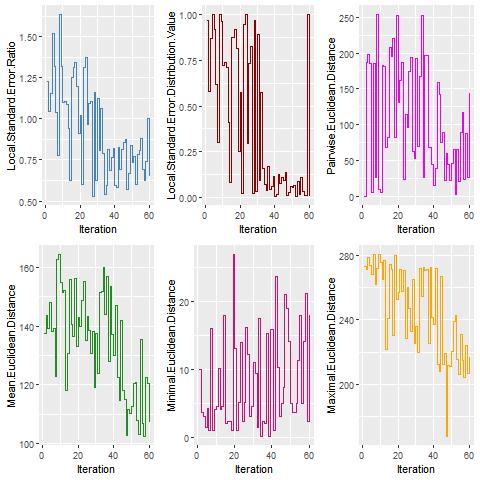 Local.Standard.Error.Ratio
1.50
1.25
1.00
0.75
0.50
0 20 40 60
Iteration
Local.Standard.Error.Distribution.Value
1.00
0.75
0.50
0.25
0.00
0 20 40 60
Iteration
Pairwise.Euclidean.Distance
250
200
150
100
50
0
0 20 40 60
Iteration
Mean.Euclidean.Distance
160
140
120
100
0 20 40 60
Iteration
Minimal.Euclidean.Distance
20
10
0
0 20 40 60
Iteration
Maximal.Euclidean.Distance
280
240
200
0 20 40 60
Iteration